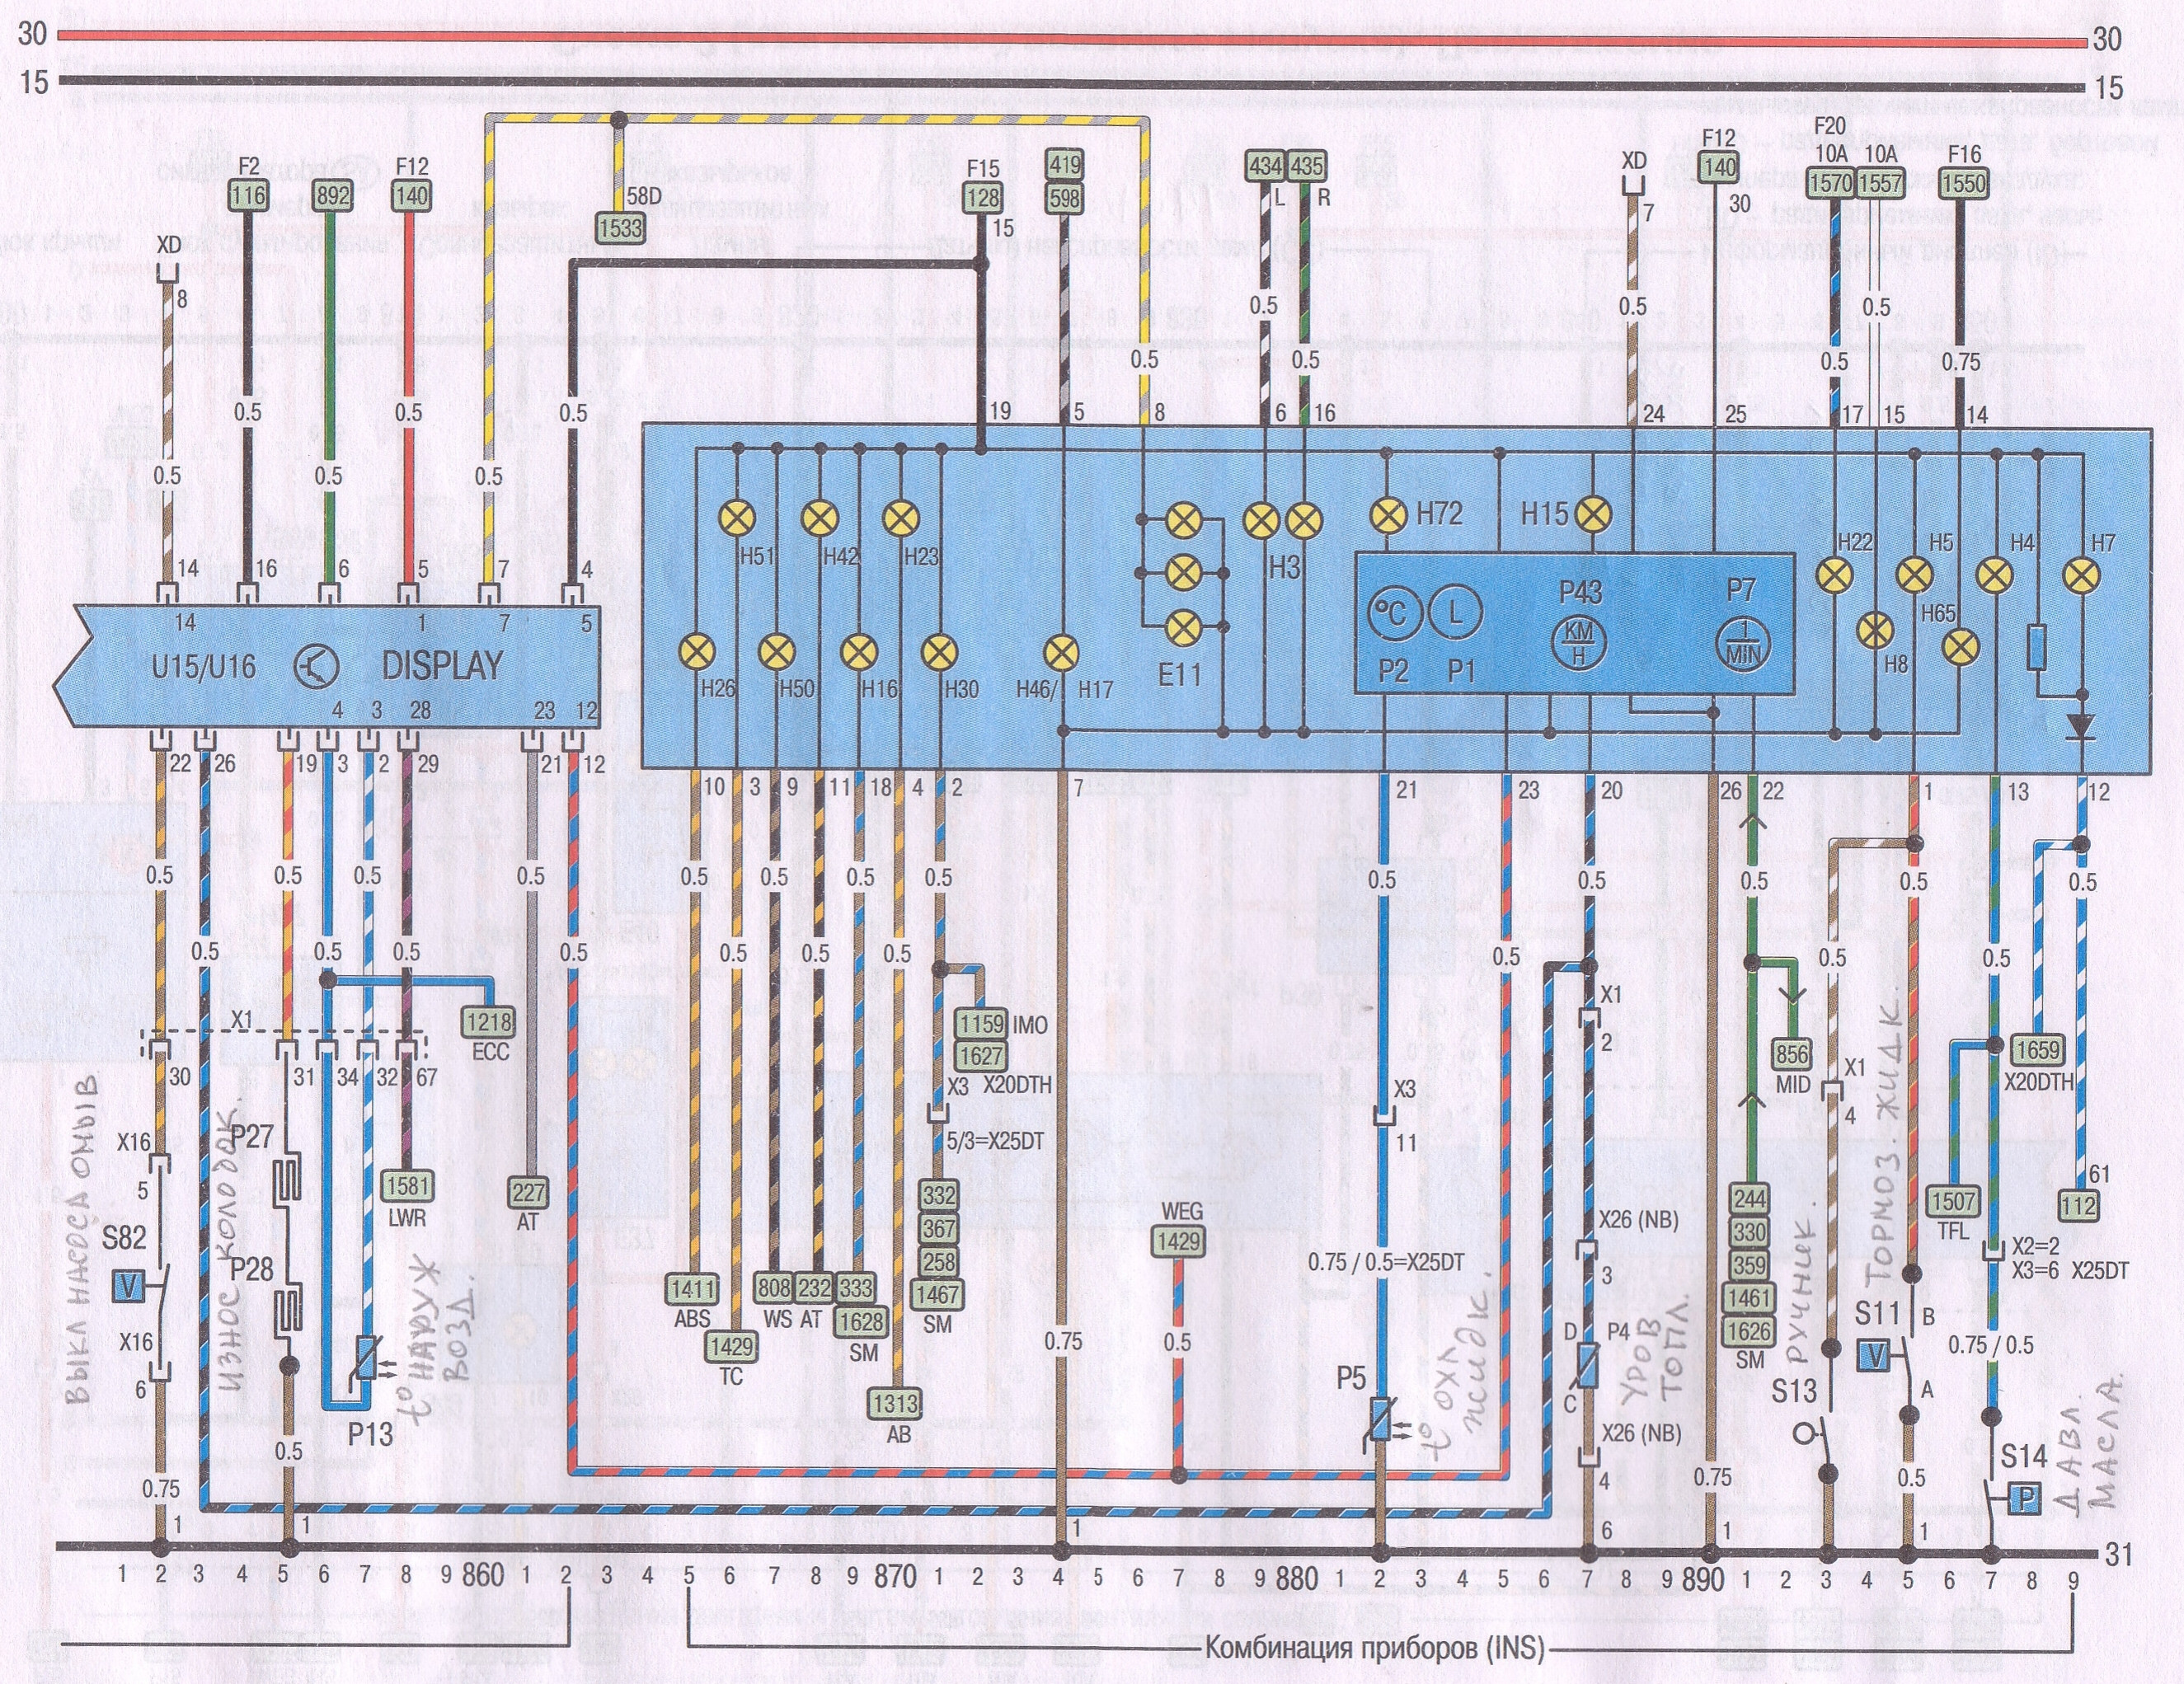 30 30
15 15
F2 F12 F15 XD F12 F20 F16
10A 10A
116 892 140 58D 128 419 434 435 140 1570 1557 1550
1533 598
XD 15 L R 7 30
8
0.5 0.5
0.5 0.5 0.5 0.75
0.5 0.5 0.5
19 5 8 6 16 24 25 17 15 14
0.5 0.5 0.5
14 16 6 5 7 4
14 1 7 5
U15/U16 DISPLAY
4 3 28 23 12
H72 H15
H51 H42 H23 H3 H22 H5 H4 H7
°C L P43 P7
KM/H 1/MIN
P2 P1
E11 H65
H8
H26 H50 H16 H30 H46/ H17
22 26 19 3 2 29 21 12
10 3 9 11 18 4 2 7 21 23 20 26 22 1 13 12
0.5 0.5 0.5 0.5 0.5 0.5 0.5 0.5 0.5 0.5 0.5 0.5 0.5
0.5 0.5 0.5 0.5 0.5 0.5 0.5 0.5 0.5 0.5
X1
1218
ECC
1159 IMO
1627
X3 X20DTH
5/3=X25DT
30 31 34 32 67
X1
2
856
MID
1659
X20DTH
X3
11
X1
4
X16
5
S82
V
X16
6
P27
P28
1581
LWR
227
AT
P13
332
367
258
1467
SM
1411
ABS
1429
TC
808 232 333
WS AT
1628
SM
1313
AB
WEG
1429
0.5
0.75
0.75 / 0.5=X25DT
P5
X26 (NB)
3
D P4
C
X26 (NB)
4
6
244
330
359
1461
1626
SM
S13
S11
V
B
A
1507
TFL
61
112
X2=2
X3=6 X25DT
0.75 / 0.5
S14
P
0.75 0.5 0.75 0.5
1 1 1 1 1
31
ВЫКЛ НАСОСА ОМЫВ
ИЗНОС КОЛОДОК.
t° НАРУЖ
ВОЗД.
t° ОХЛ
ЖИДК.
УРОВ
ТОПЛ.
РУЧНИК.
ТОРМОЗ. ЖИДК.
ДАВЛ.
МАСЛА.
1 2 3 4 5 6 7 8 9 860 1 2 3 4 5 6 7 8 9 870 1 2 3 4 5 6 7 8 9 880 1 2 3 4 5 6 7 8 9 890 1 2 3 4 5 6 7 8 9
Комбинация приборов (INS)